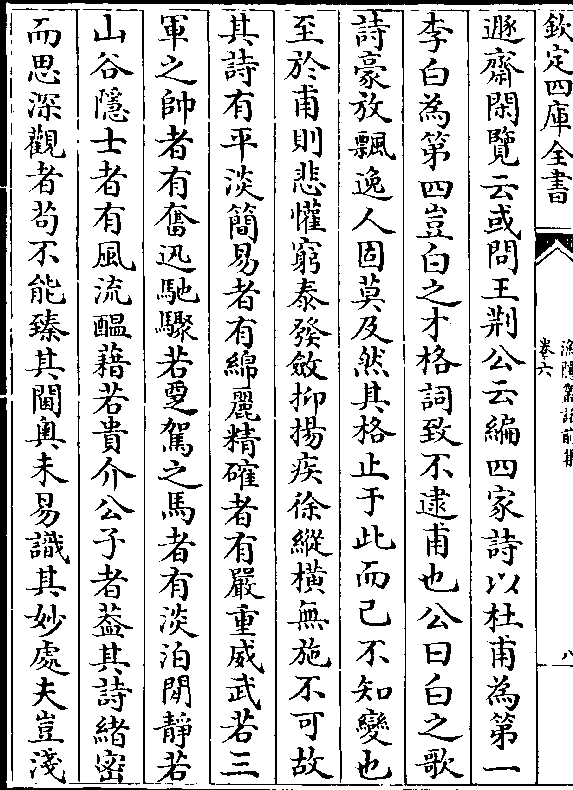 欽定四庫全書
漁隱叢話前集
卷六
八
遯齋閑覽云或問王荆公云編四家詩以杜甫為第一
李白為第四豈白之才格詞致不逮甫也公曰白之歌
詩豪放飄逸人固莫及然其格止于此而已不知變也
至於甫則悲懽窮泰發斂抑揚疾徐縱橫無施不可故
其詩有平淡簡易者有綿麗精確者有嚴重威武若三
軍之帥者有奮迅馳驟若覂駕之馬者有淡泊閒靜若
山谷隱士者有風流醞藉若貴介公子者葢其詩緒密
而思深觀者茍不能臻其閫奥未易識其妙處夫豈淺